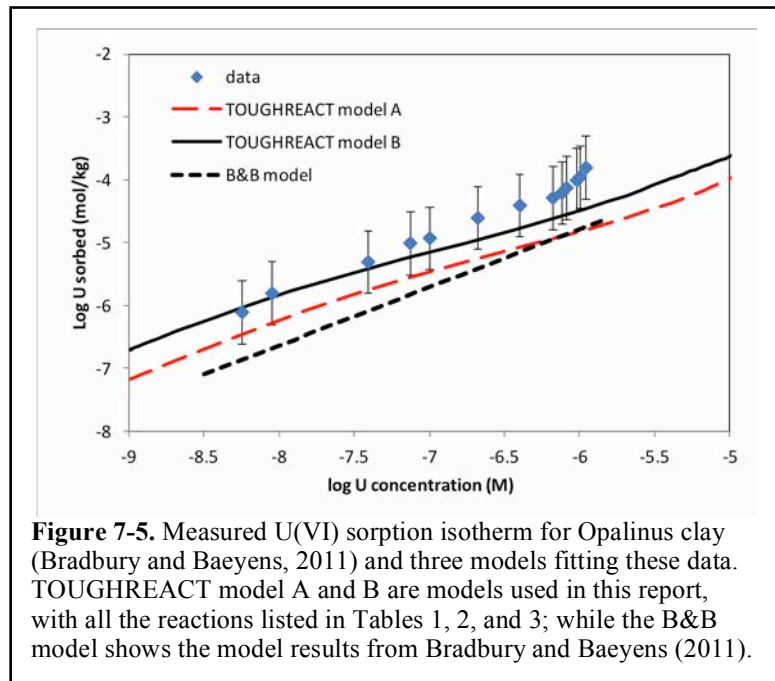 -2
data
TOUGHREACT model A
-3
TOUGHREACT model B
B&B model
-4
Log U sorbed (mol/kg)
-5
-6
-7
-8
-9 -8.5 -8 -7.5 -7 -6.5 -6 -5.5 -5
log U concentration (M)
Figure 7-5. Measured U(VI) sorption isotherm for Opalinus clay
(Bradbury and Baeyens, 2011) and three models fitting these data.
TOUGHREACT model A and B are models used in this report,
with all the reactions listed in Tables 1, 2, and 3; while the B&B
model shows the model results from Bradbury and Baeyens (2011).